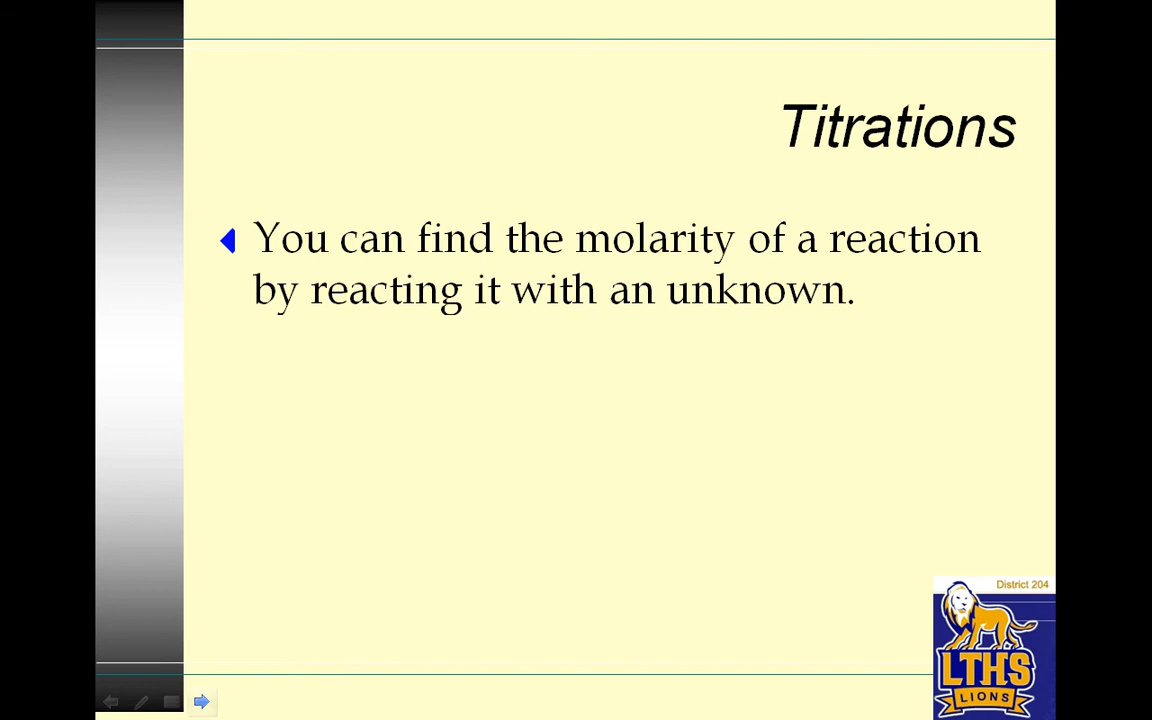 Titrations
You can find the molarity of a reaction
by reacting it with an unknown.
District 204
LTHS
LIONS